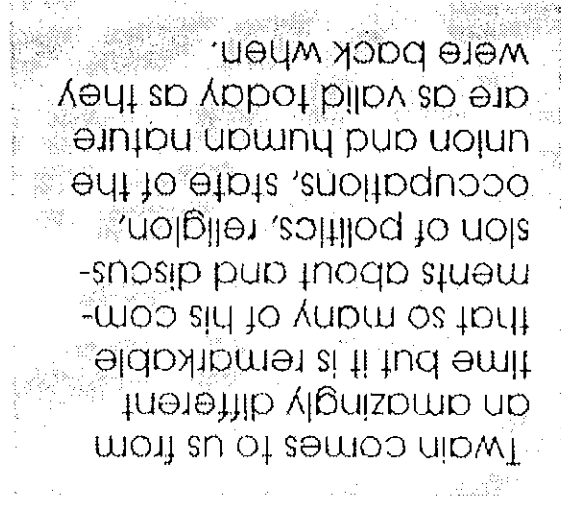 Twain comes to us from
an amazingly different
time but it is remarkable
that so many of his com-
ments about and discus-
sion of politics, religion,
occupations, state of the
union and human nature
are as valid today as they
were back when.